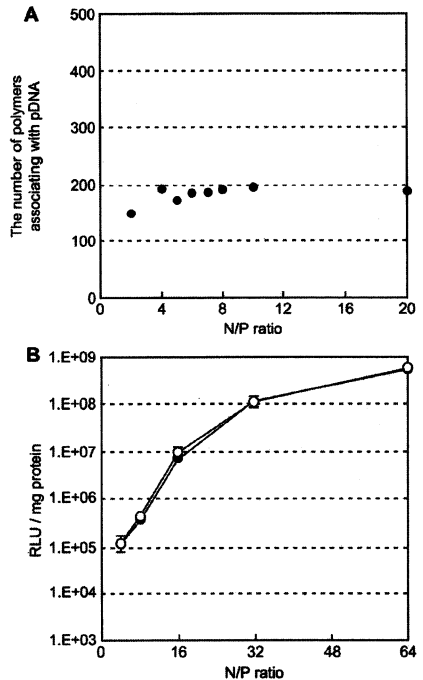 A
The number of polymers
associating with pDNA
500
400
300
200
100
0
0 4 8 12 16 20
N/P ratio
B
RLU / mg protein
1.E+09
1.E+08
1.E+07
1.E+06
1.E+05
1.E+04
1.E+03
0 16 32 48 64
N/P ratio